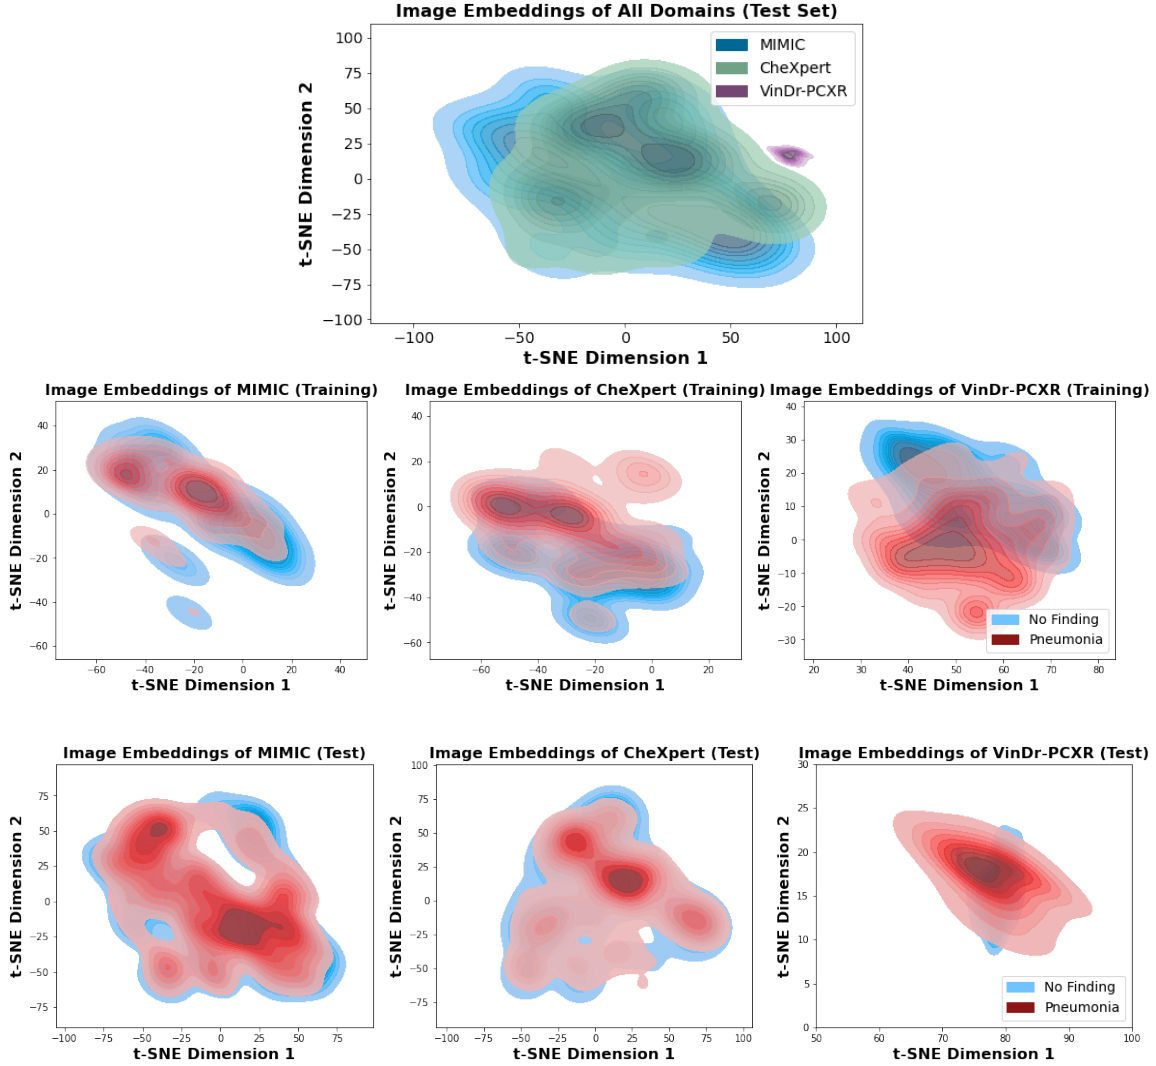 Image Embeddings of All Domains (Test Set)
t-SNE Dimension 2
100
75
50
25
0
−25
−50
−75
−100
MIMIC
CheXpert
VinDr-PCXR
−100 −50 0 50 100
t-SNE Dimension 1
Image Embeddings of MIMIC (Training)
t-SNE Dimension 2
40
20
0
−20
−40
−60
−60 −40 −20 0 20 40
t-SNE Dimension 1
Image Embeddings of CheXpert (Training)
t-SNE Dimension 2
40
20
0
−20
−40
−60
−80 −60 −40 −20 0 20
t-SNE Dimension 1
Image Embeddings of VinDr-PCXR (Training)
t-SNE Dimension 2
40
30
20
10
0
−10
−20
−30
No Finding
Pneumonia
20 30 40 50 60 70 80
t-SNE Dimension 1
Image Embeddings of MIMIC (Test)
t-SNE Dimension 2
75
50
25
0
−25
−50
−75
−100 −75 −50 −25 0 25 50 75
t-SNE Dimension 1
Image Embeddings of CheXpert (Test)
t-SNE Dimension 2
100
75
50
25
0
−25
−50
−75
−100 −75 −50 −25 0 25 50 75 100
t-SNE Dimension 1
Image Embeddings of VinDr-PCXR (Test)
t-SNE Dimension 2
30
25
20
15
10
5
0
No Finding
Pneumonia
50 60 70 80 90 100
t-SNE Dimension 1